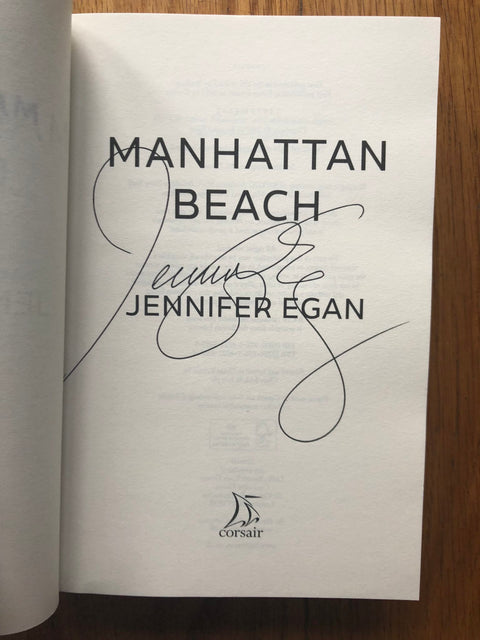 MANHATTAN
BEACH
JENNIFER EGAN
corsair